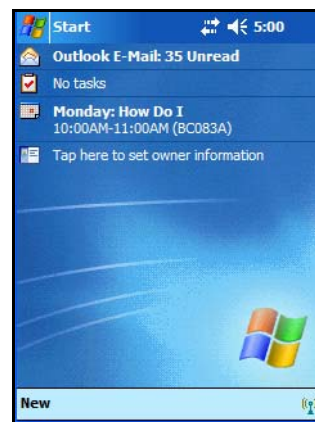 Start 5:00
Outlook E-Mail: 35 Unread
No tasks
Monday: How Do I
10:00AM-11:00AM (BC083A)
Tap here to set owner information
New